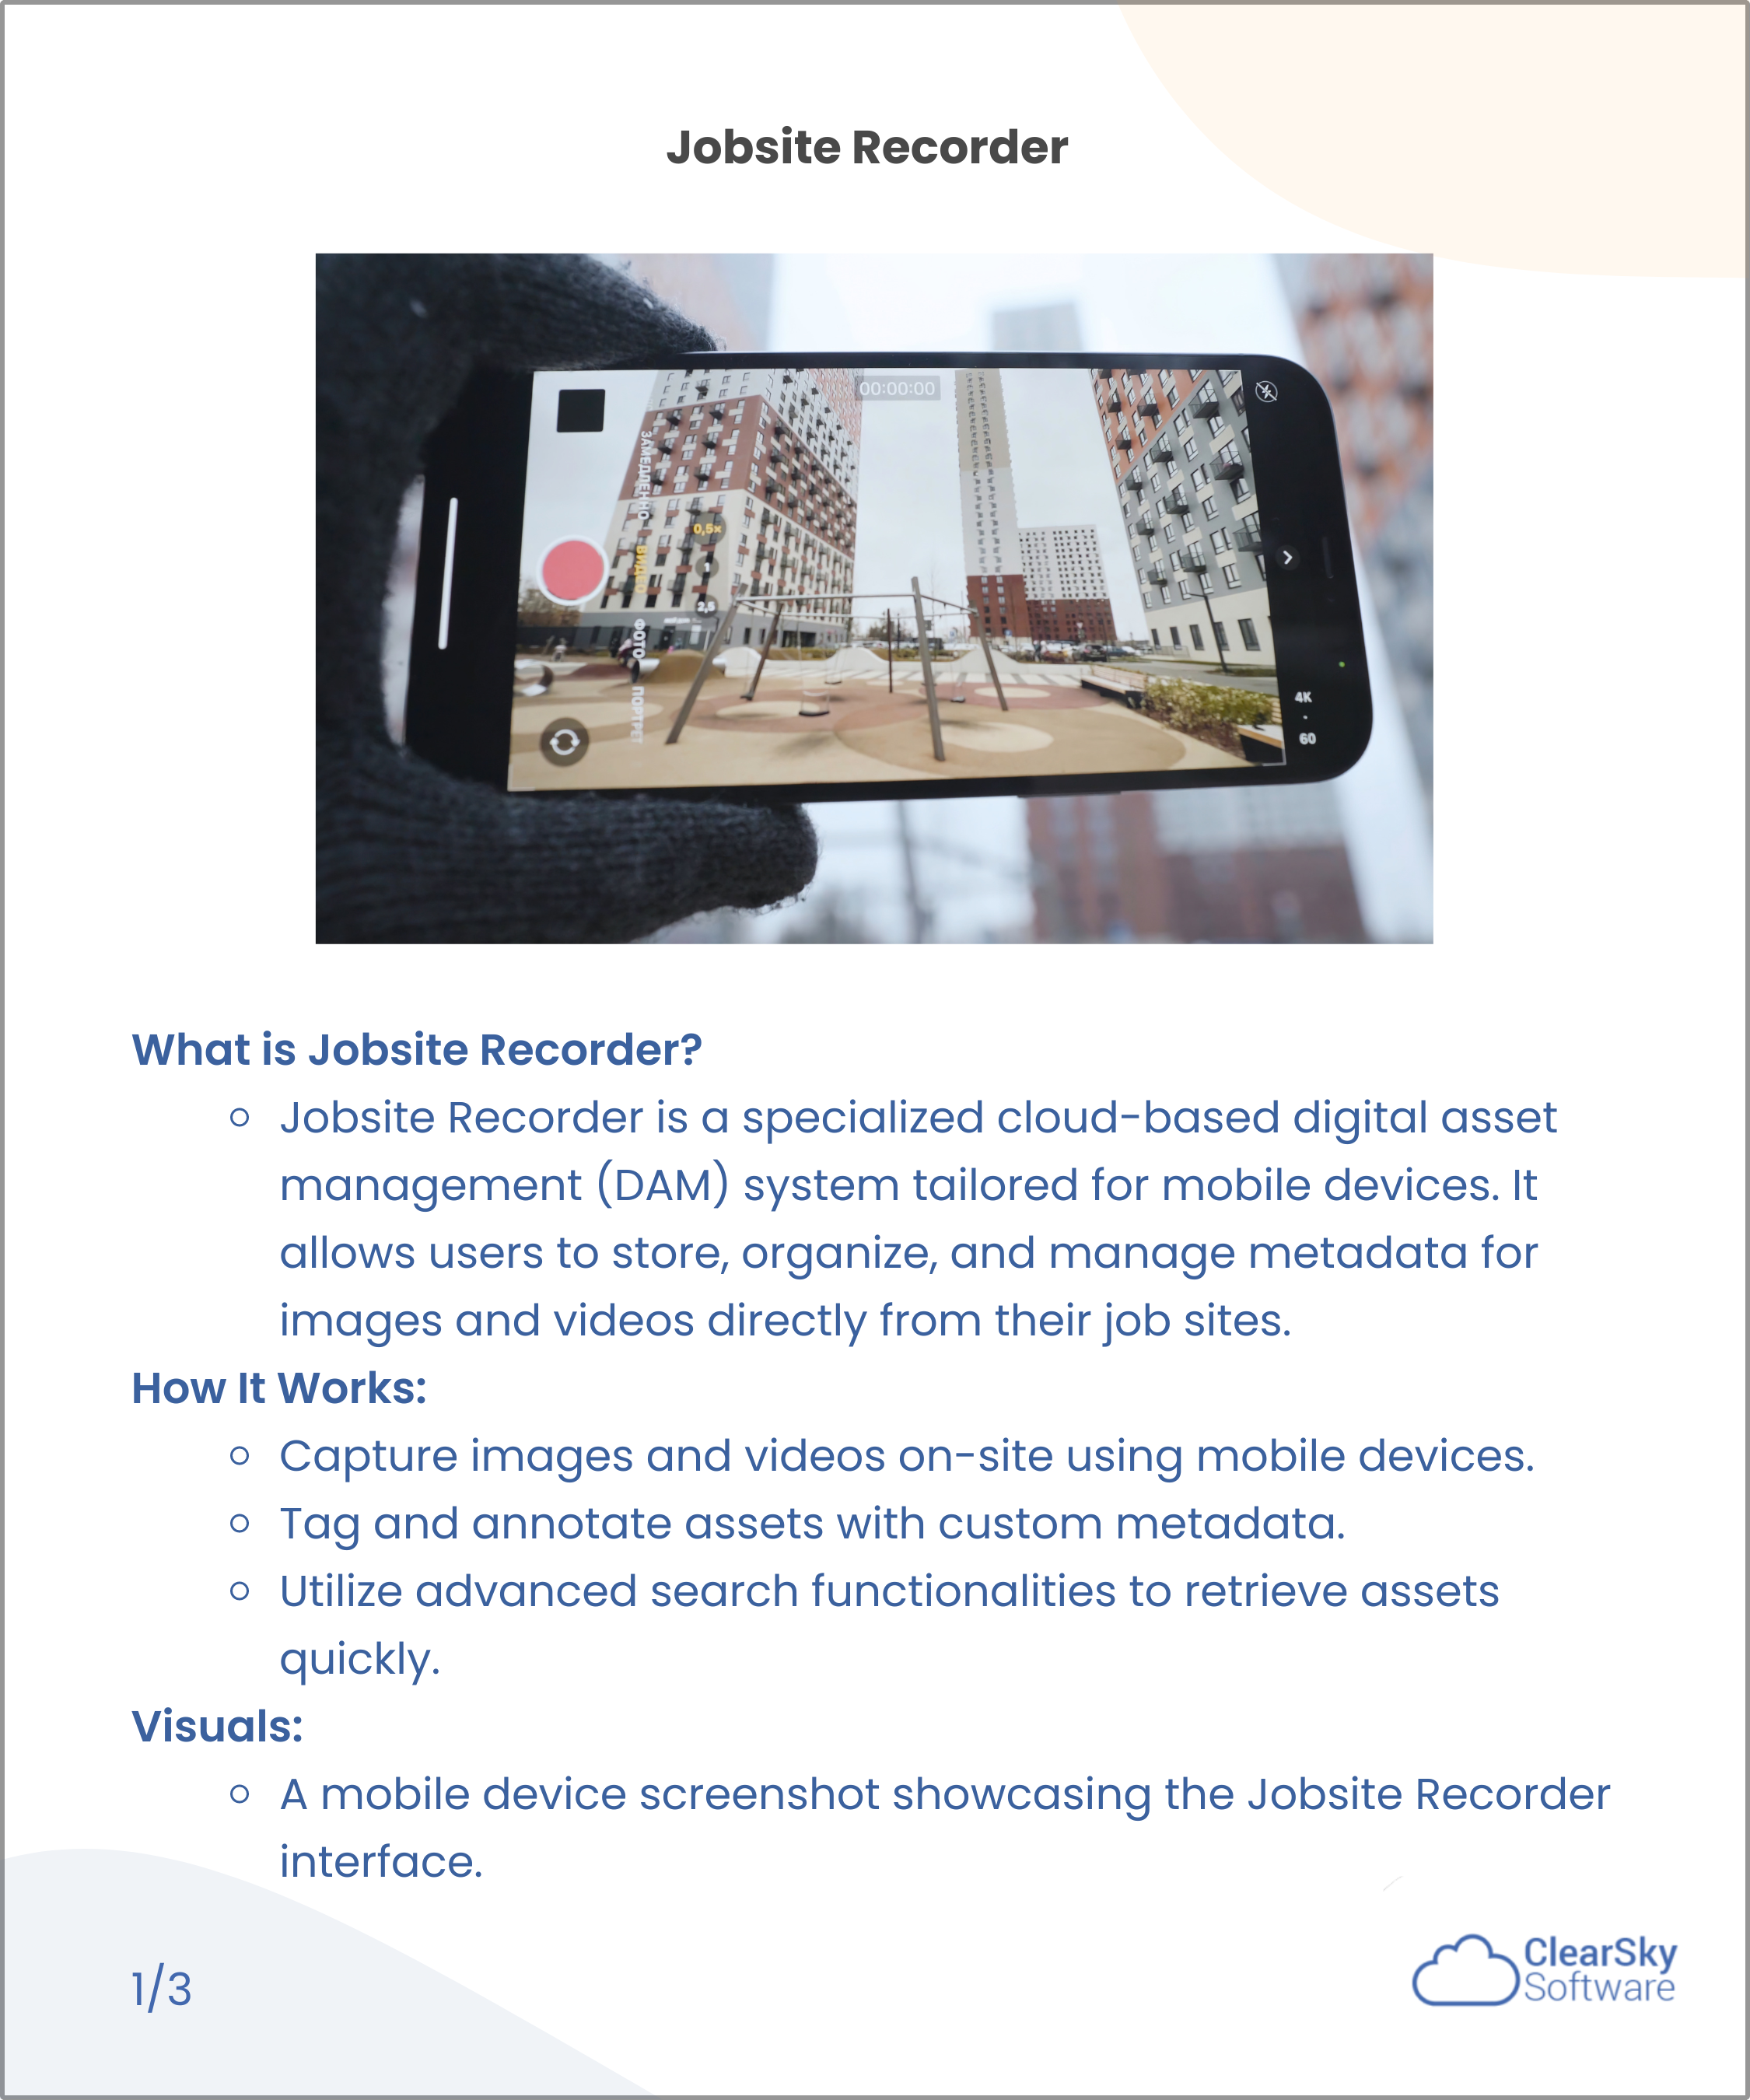 Jobsite Recorder
00:00:00
ЗАМЕДЛЕННО
ВИДЕО
ФОТО
ПОРТРЕТ
0,5×
1
2,5
4K
·
60
What is Jobsite Recorder?
○ Jobsite Recorder is a specialized cloud-based digital asset
management (DAM) system tailored for mobile devices. It
allows users to store, organize, and manage metadata for
images and videos directly from their job sites.
How It Works:
○ Capture images and videos on-site using mobile devices.
○ Tag and annotate assets with custom metadata.
○ Utilize advanced search functionalities to retrieve assets
quickly.
Visuals:
○ A mobile device screenshot showcasing the Jobsite Recorder
interface.
1/3
ClearSky
Software